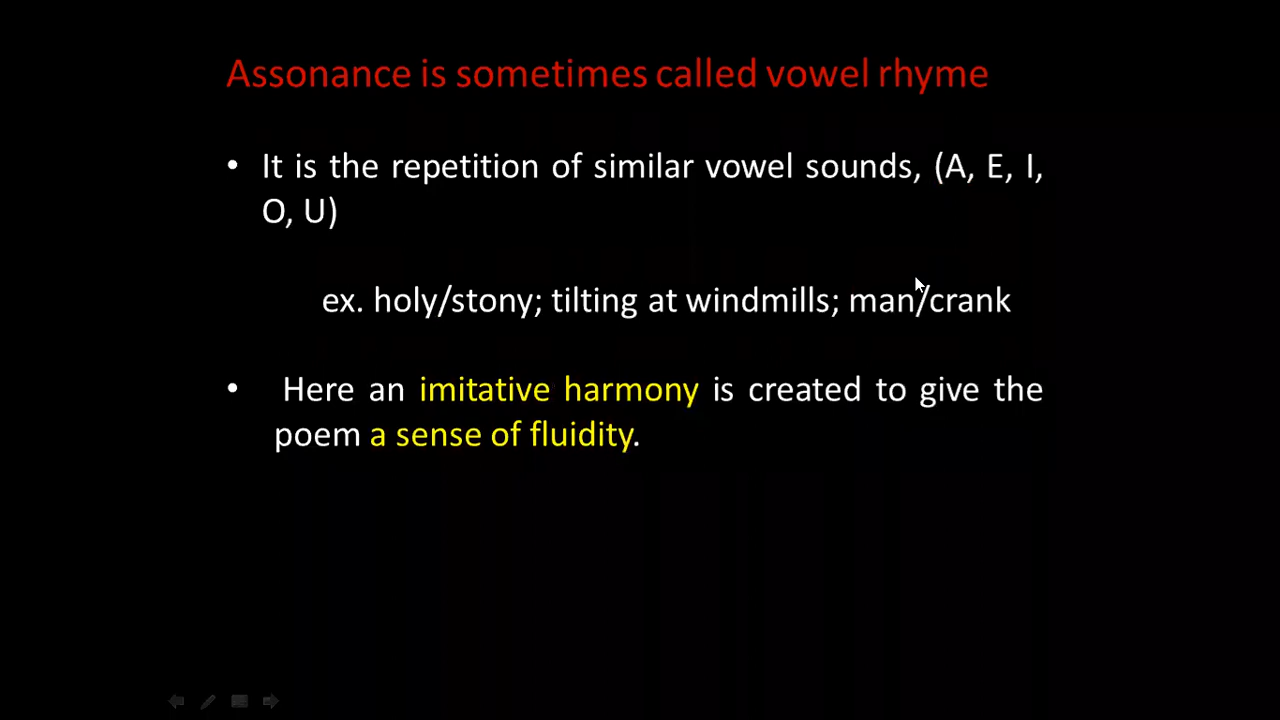 Assonance is sometimes called vowel rhyme
• It is the repetition of similar vowel sounds, (A, E, I,
O, U)
ex. holy/stony; tilting at windmills; man/crank
• Here an imitative harmony is created to give the
poem a sense of fluidity.